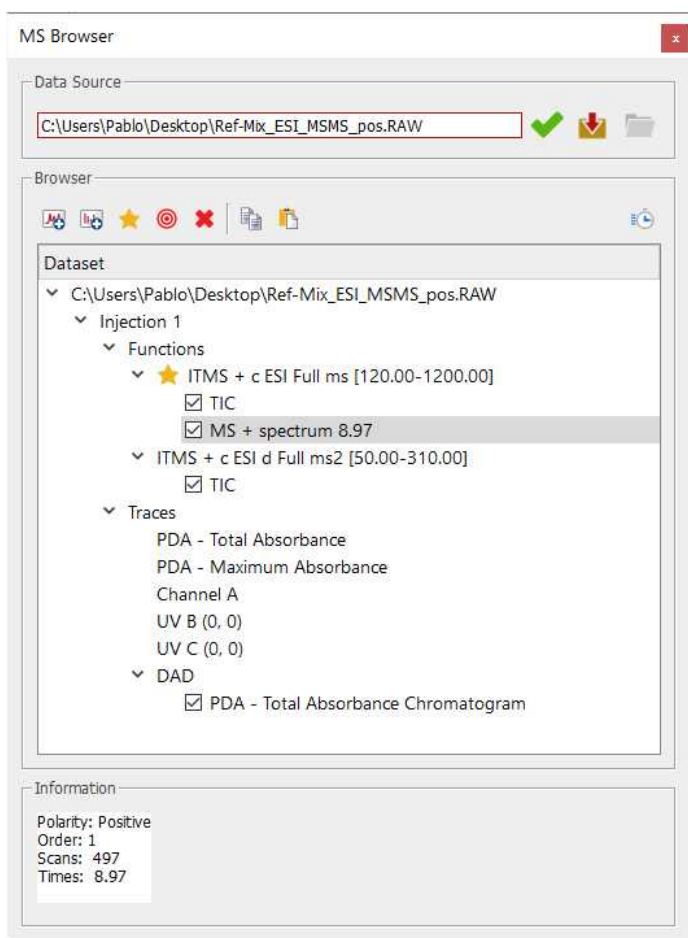 MS Browser
x
Data Source
C:\Users\Pablo\Desktop\Ref-Mix_ESI_MSMS_pos.RAW
Browser
Dataset
C:\Users\Pablo\Desktop\Ref-Mix_ESI_MSMS_pos.RAW
Injection 1
Functions
ITMS + c ESI Full ms [120.00-1200.00]
TIC
MS + spectrum 8.97
ITMS + c ESI d Full ms2 [50.00-310.00]
TIC
Traces
PDA - Total Absorbance
PDA - Maximum Absorbance
Channel A
UV B (0, 0)
UV C (0, 0)
DAD
PDA - Total Absorbance Chromatogram
Information
Polarity: Positive
Order: 1
Scans: 497
Times: 8.97